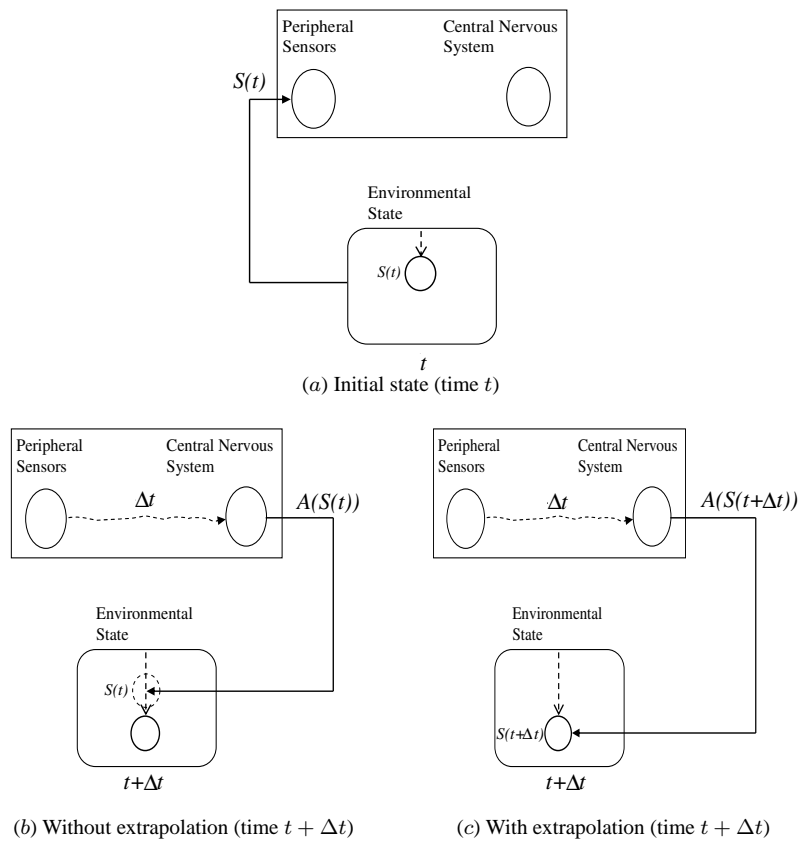 Peripheral
Sensors
Central Nervous
System
S(t)
Environmental
State
S(t)
t
(a) Initial state (time t)
Peripheral
Sensors
Central Nervous
System
Δt
A(S(t))
Environmental
State
S(t)
t+Δt
(b) Without extrapolation (time t + Δt)
Peripheral
Sensors
Central Nervous
System
Δt
A(S(t+Δt))
Environmental
State
S(t+Δt)
t+Δt
(c) With extrapolation (time t + Δt)